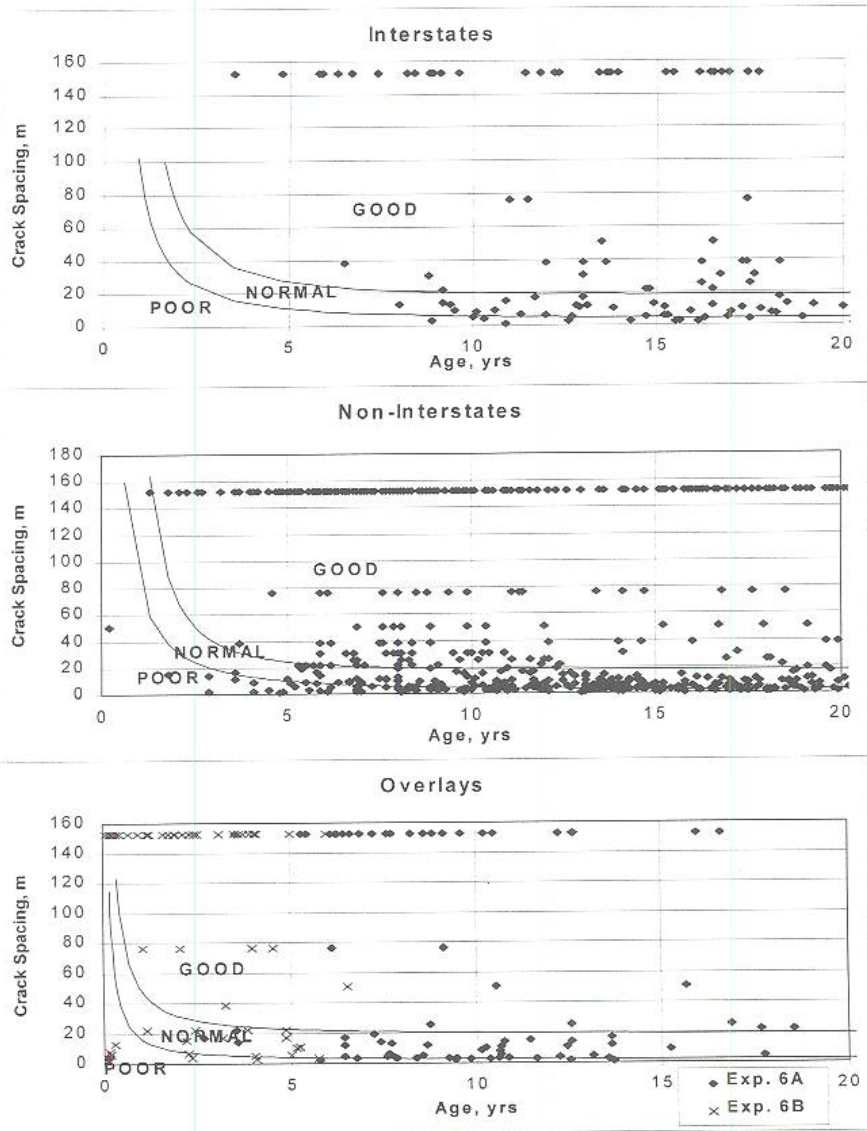 Interstates
160
140
120
100
80
60
40
20
0
Crack Spacing, m
GOOD
NORMAL
POOR
0 5 10 15 20
Age, yrs
Non-Interstates
180
160
140
120
100
80
60
40
20
0
Crack Spacing, m
GOOD
NORMAL
POOR
0 5 10 15 20
Age, yrs
Overlays
160
140
120
100
80
60
40
20
0
Crack Spacing, m
GOOD
NORMAL
POOR
0 5 10 15 20
Age, yrs
Exp. 6A
Exp. 6B